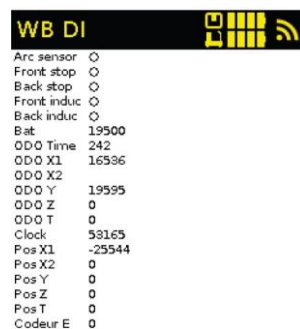 WB DI
Arc sensor
Front stop
Back stop
Front induc
Back induc
Bat 19500
ODO Time 242
ODO X1 16536
ODO X2
ODO Y 19595
ODO Z 0
ODO T 0
Clock 53165
Pos X1 -25544
Pos X2 0
Pos Y 0
Pos Z 0
Pos T 0
Codeur E 0